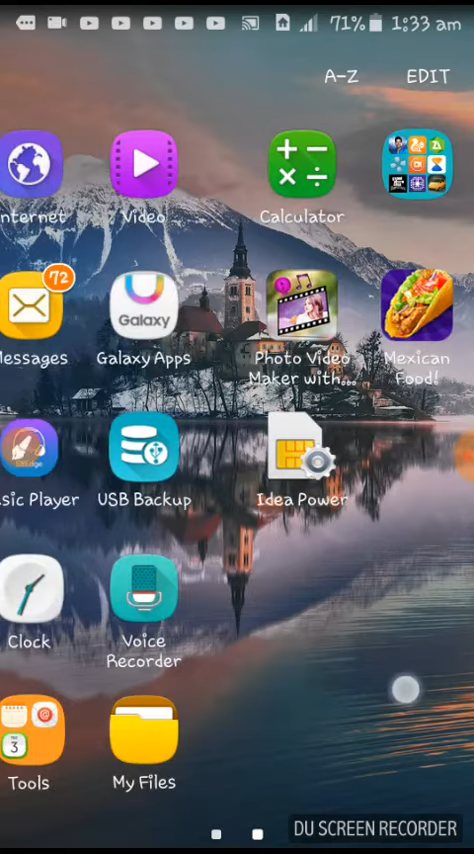 71% 1:33 am
A-Z EDIT
nternet Video Calculator
72
Galaxy
lessages Galaxy Apps Photo Video
Maker with...
Mexican
Food!
sic Player USB Backup Idea Power
Clock Voice
Recorder
3
Tools My Files
DU SCREEN RECORDER